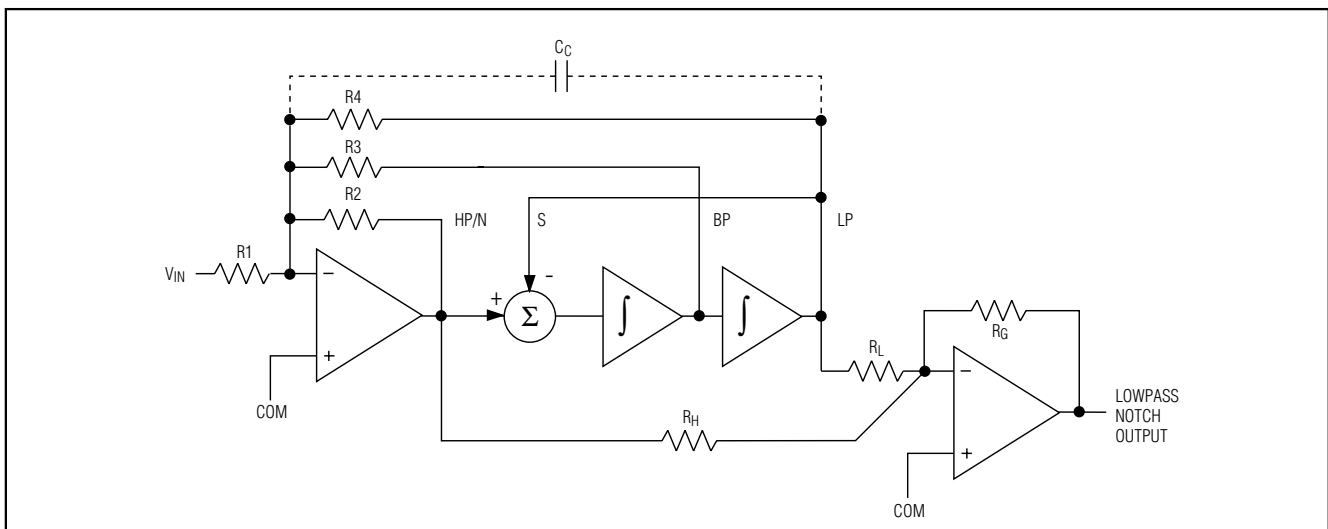 C_C
R4
R3
R2
HP/N
S
BP
LP
R1
V_IN
−
+
+
-
Σ
∫
∫
COM
R_L
R_G
−
+
R_H
LOWPASS
NOTCH
OUTPUT
COM